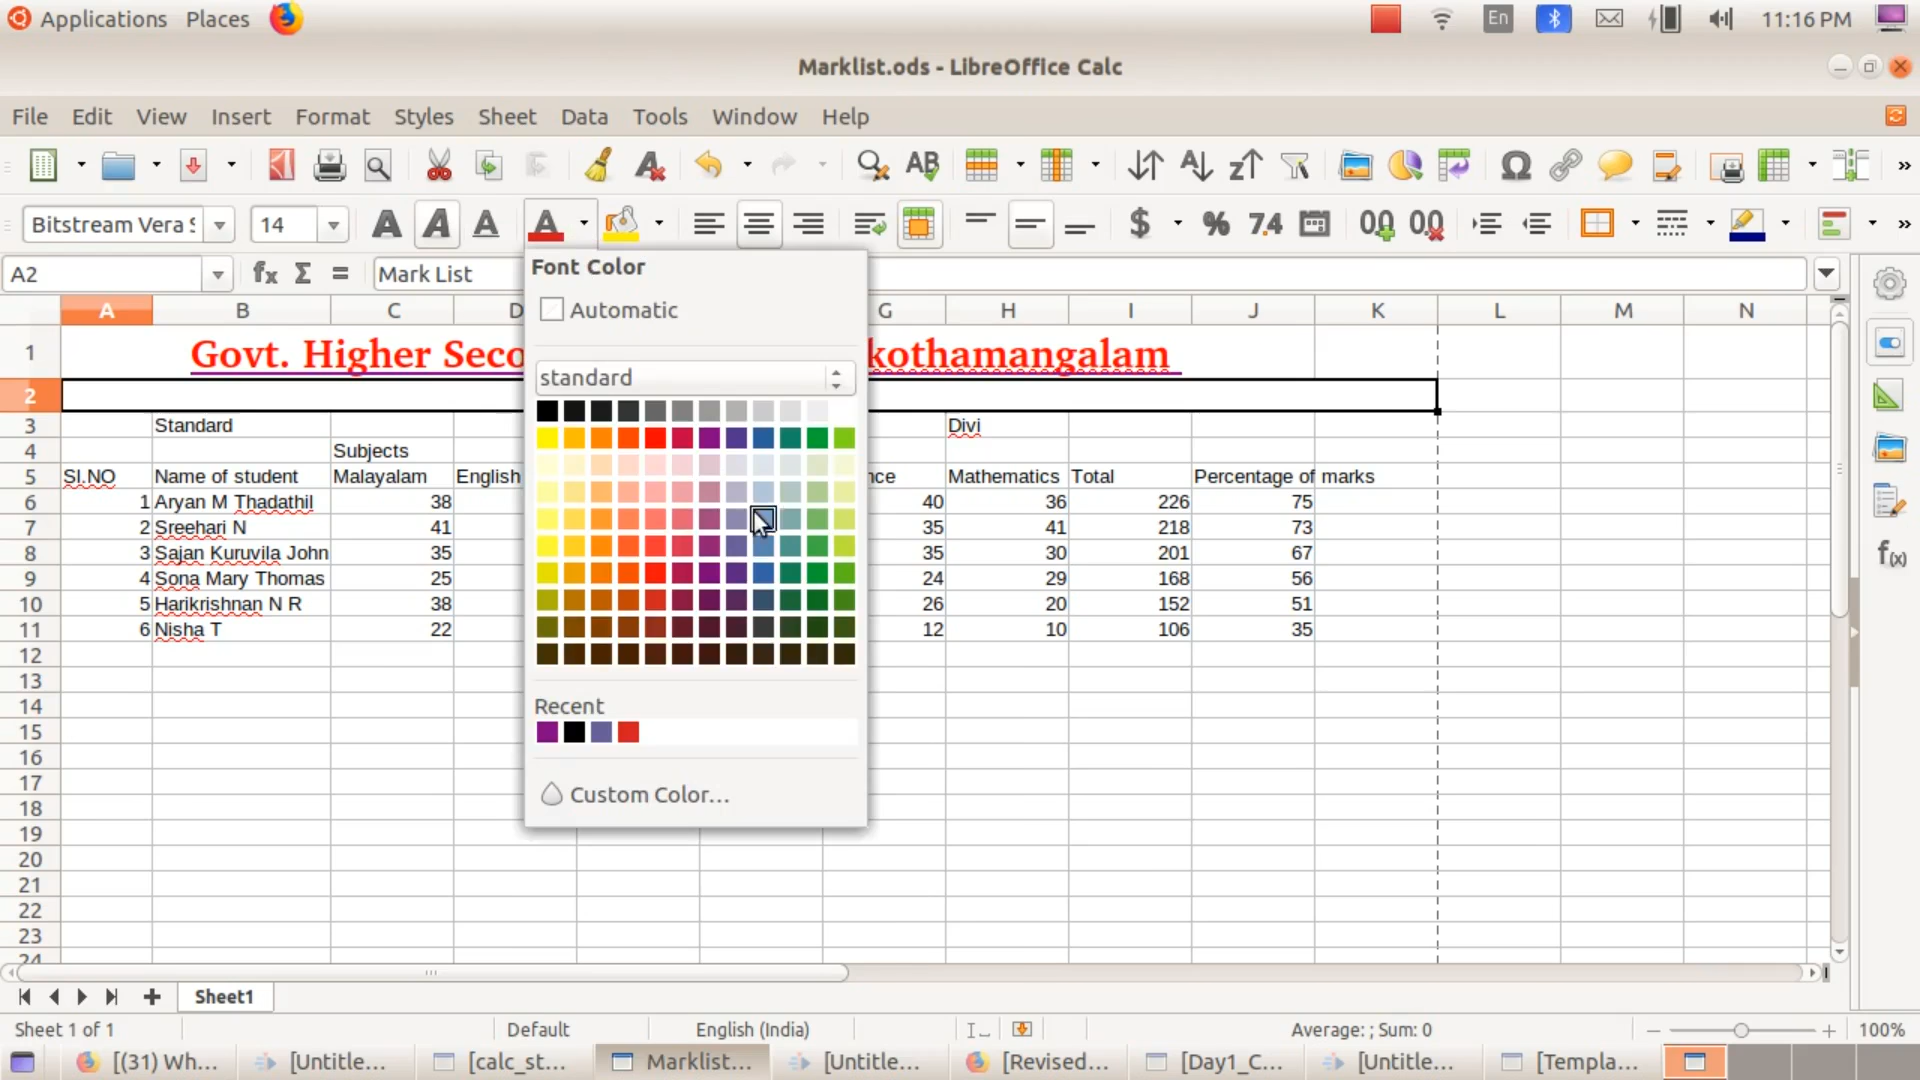 Applications Places En 11:16 PM
Marklist.ods - LibreOffice Calc
File Edit View Insert Format Styles Sheet Data Tools Window Help
Bitstream Vera S 14
A2 Mark List
Font Color
Automatic
standard
Recent
Custom Color...
A B C D G H I J K L M N
1 Govt. Higher Seco kothamangalam
2
3 Standard Divi
4 Subjects
5 Sl.NO Name of student Malayalam English nce Mathematics Total Percentage of marks
6 1 Aryan M Thadathil 38 40 36 226 75
7 2 Sreehari N 41 35 41 218 73
8 3 Sajan Kuruvila John 35 35 30 201 67
9 4 Sona Mary Thomas 25 24 29 168 56
10 5 Harikrishnan N R 38 26 20 152 51
11 6 Nisha T 22 12 10 106 35
12
13
14
15
16
17
18
19
20
21
22
23
24
Sheet1
Sheet 1 of 1 Default English (India) Average: ; Sum: 0 100%
[(31) Wh... [Untitle... [calc_st... Marklist... [Untitle... [Revised... [Day1_C... [Untitle... [Templa...